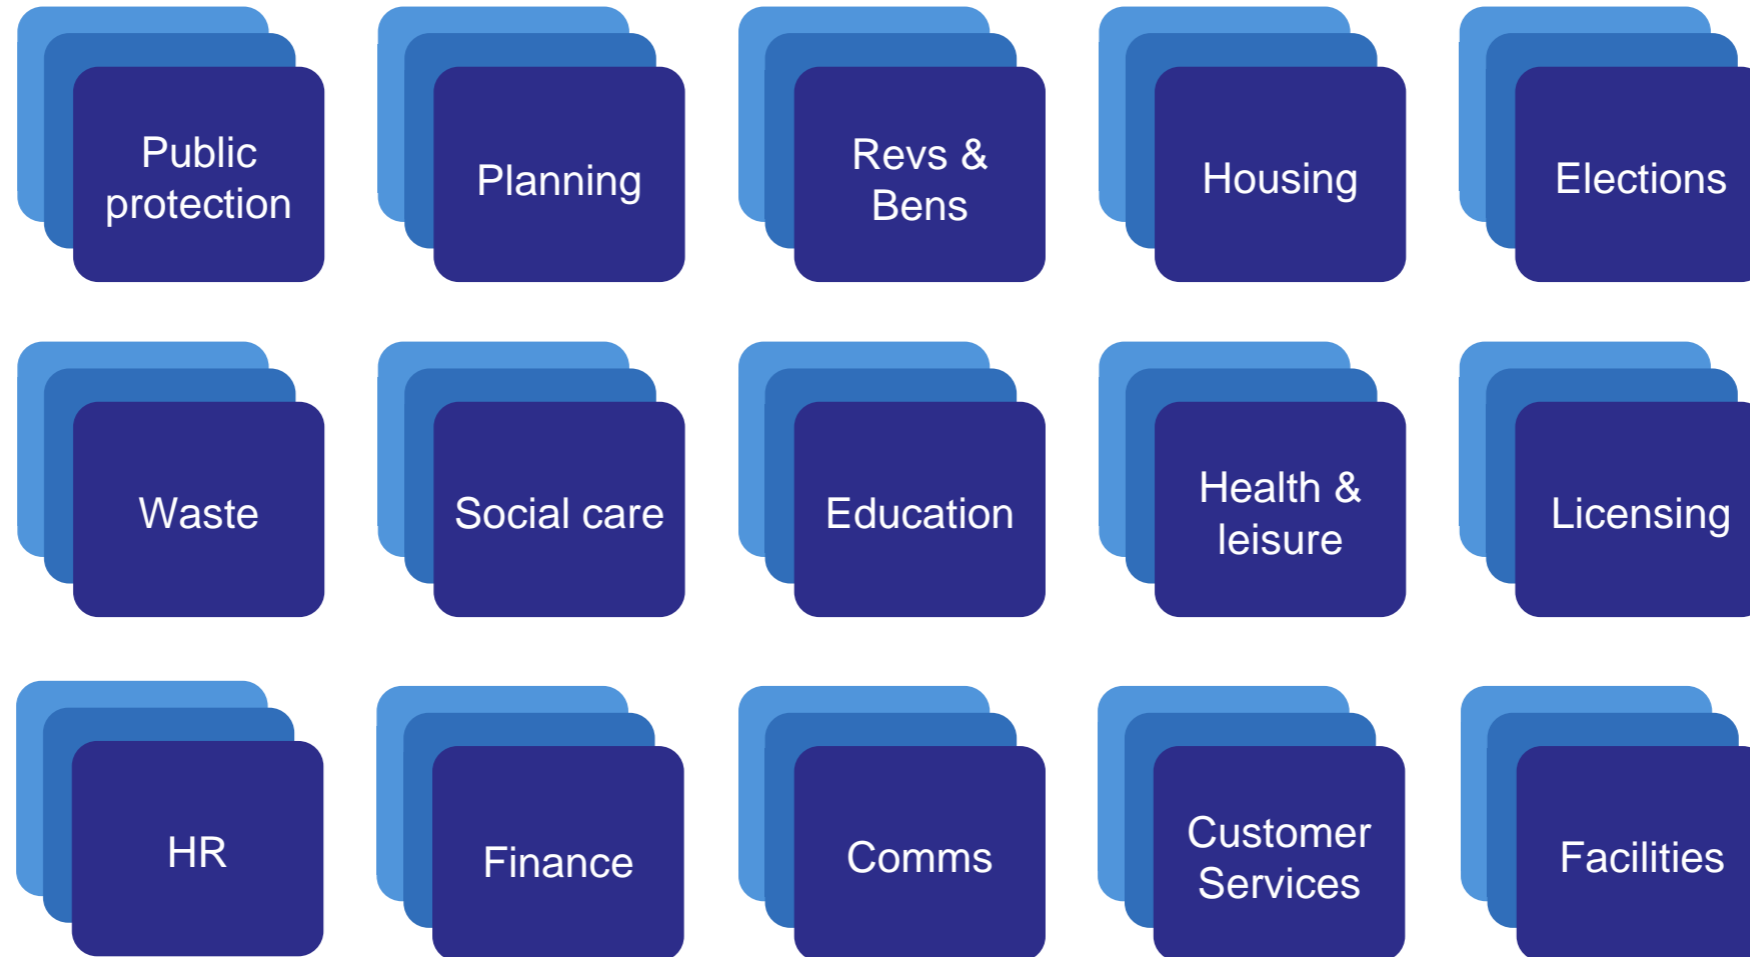 Public
protection
Planning
Revs &
Bens
Housing
Elections
Waste
Social care
Education
Health &
leisure
Licensing
HR
Finance
Comms
Customer
Services
Facilities